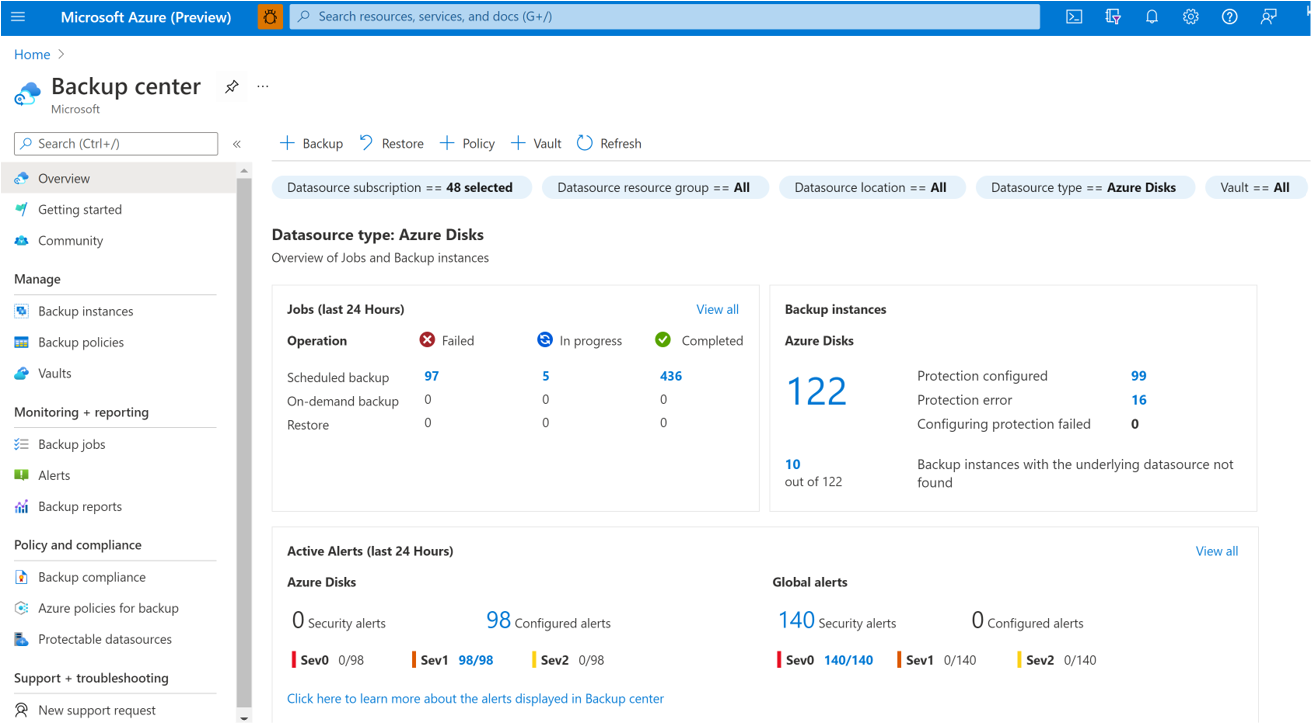 Microsoft Azure (Preview)
Search resources, services, and docs (G+/)
Home
Backup center
Microsoft
Search (Ctrl+/)
Overview
Getting started
Community
Manage
Backup instances
Backup policies
Vaults
Monitoring + reporting
Backup jobs
Alerts
Backup reports
Policy and compliance
Backup compliance
Azure policies for backup
Protectable datasources
Support + troubleshooting
New support request
Backup Restore Policy Vault Refresh
Datasource subscription == 48 selected Datasource resource group == All Datasource location == All Datasource type == Azure Disks Vault == All
Datasource type: Azure Disks
Overview of Jobs and Backup instances
Jobs (last 24 Hours) View all
Operation Failed In progress Completed
Scheduled backup 97 5 436
On-demand backup 0 0 0
Restore 0 0 0
Backup instances
Azure Disks
122
Protection configured 99
Protection error 16
Configuring protection failed 0
10
out of 122
Backup instances with the underlying datasource not
found
Active Alerts (last 24 Hours) View all
Azure Disks
0 Security alerts 98 Configured alerts
Sev0 0/98 Sev1 98/98 Sev2 0/98
Global alerts
140 Security alerts 0 Configured alerts
Sev0 140/140 Sev1 0/140 Sev2 0/140
Click here to learn more about the alerts displayed in Backup center